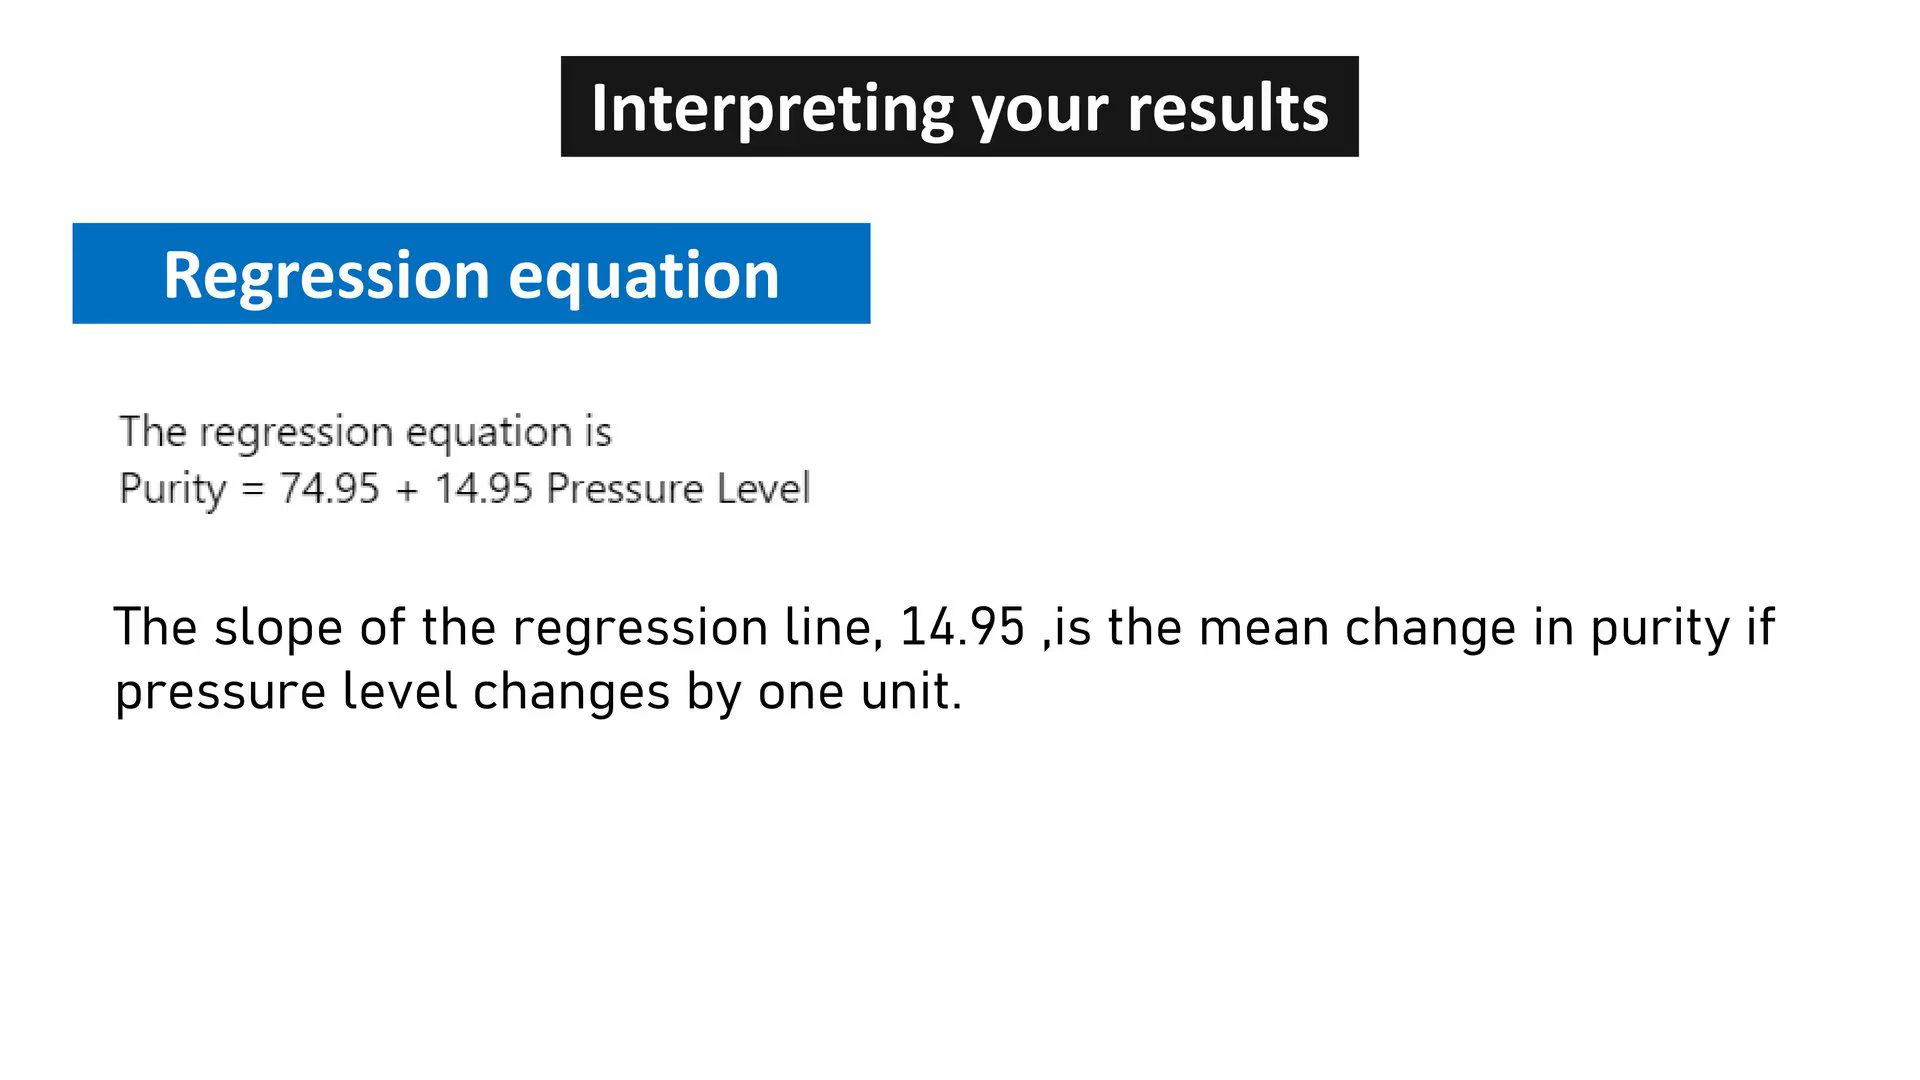 Interpreting your results
Regression equation
The regression equation is
Purity = 74.95 + 14.95 Pressure Level
The slope of the regression line, 14.95 ,is the mean change in purity if
pressure level changes by one unit.